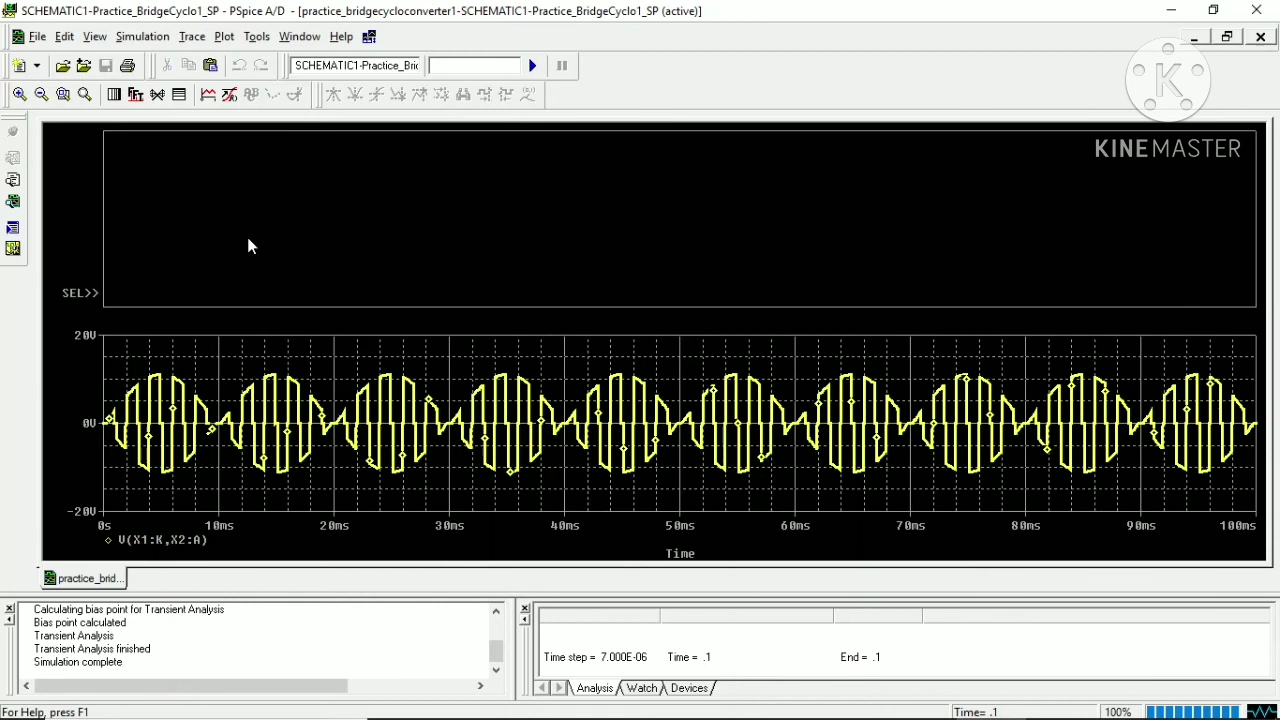 SCHEMATIC1-Practice_BridgeCyclo1_SP - PSpice A/D - [practice_bridgecycloconverter1-SCHEMATIC1-Practice_BridgeCyclo1_SP (active)]
File Edit View Simulation Trace Plot Tools Window Help
SCHEMATIC1-Practice_Bri
K
KINEMASTER
SEL>>
20V
0V
-20V
0s 10ms 20ms 30ms 40ms 50ms 60ms 70ms 80ms 90ms 100ms
V(X1:K,X2:A)
Time
practice_brid...
Calculating bias point for Transient Analysis
Bias point calculated
Transient Analysis
Transient Analysis finished
Simulation complete
Time step = 7.000E-06 Time = .1 End = .1
Analysis Watch Devices
For Help, press F1
Time= .1 100%